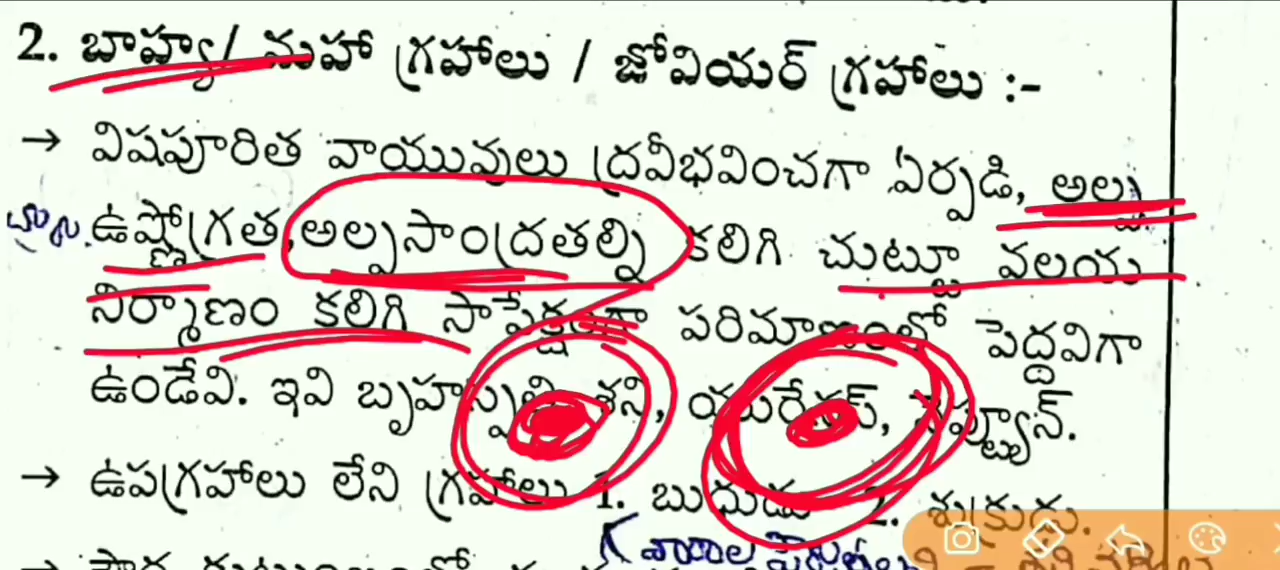 2. బాహ్య/ మహా గ్రహాలు / జోవియర్ గ్రహాలు :-
→ విషపూరిత వాయువులు ద్రవీభవించగా ఏర్పడి, అల్ప
ఉష్ణోగ్రత, అల్పసాంద్రతల్ని కలిగి చుట్టూ వలయ
నిర్మాణం కలిగి సాపేక్షంగా పరిమాణంలో పెద్దవిగా
ఉండేవి. ఇవి బృహస్పతి, శని, యురేనస్, నెప్ట్యూన్.
→ ఉపగ్రహాలు లేని గ్రహాలు 1. బుధుడు 2. శుక్రుడు.